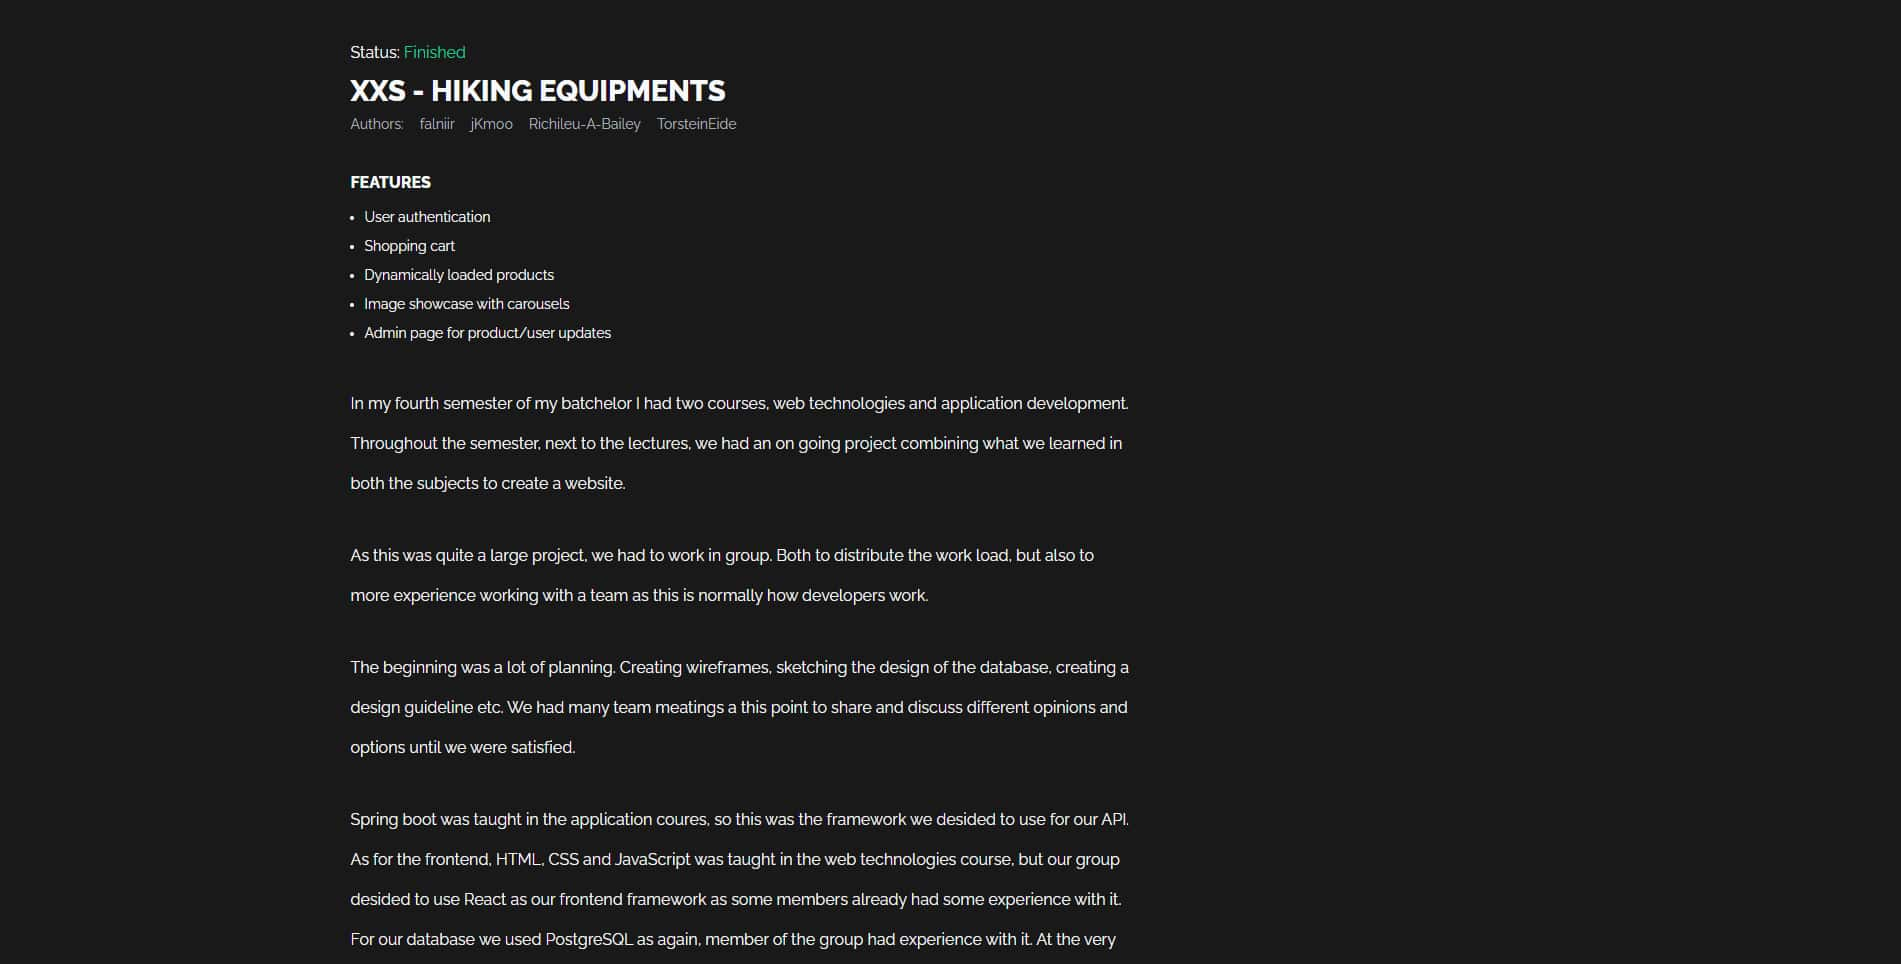 Status: Finished
XXS - HIKING EQUIPMENTS
Authors: falniir jKmoo Richileu-A-Bailey TorsteinEide
FEATURES
• User authentication
• Shopping cart
• Dynamically loaded products
• Image showcase with carousels
• Admin page for product/user updates
In my fourth semester of my batchelor I had two courses, web technologies and application development.
Throughout the semester, next to the lectures, we had an on going project combining what we learned in
both the subjects to create a website.
As this was quite a large project, we had to work in group. Both to distribute the work load, but also to
more experience working with a team as this is normally how developers work.
The beginning was a lot of planning. Creating wireframes, sketching the design of the database, creating a
design guideline etc. We had many team meatings a this point to share and discuss different opinions and
options until we were satisfied.
Spring boot was taught in the application coures, so this was the framework we desided to use for our API.
As for the frontend, HTML, CSS and JavaScript was taught in the web technologies course, but our group
desided to use React as our frontend framework as some members already had some experience with it.
For our database we used PostgreSQL as again, member of the group had experience with it. At the very